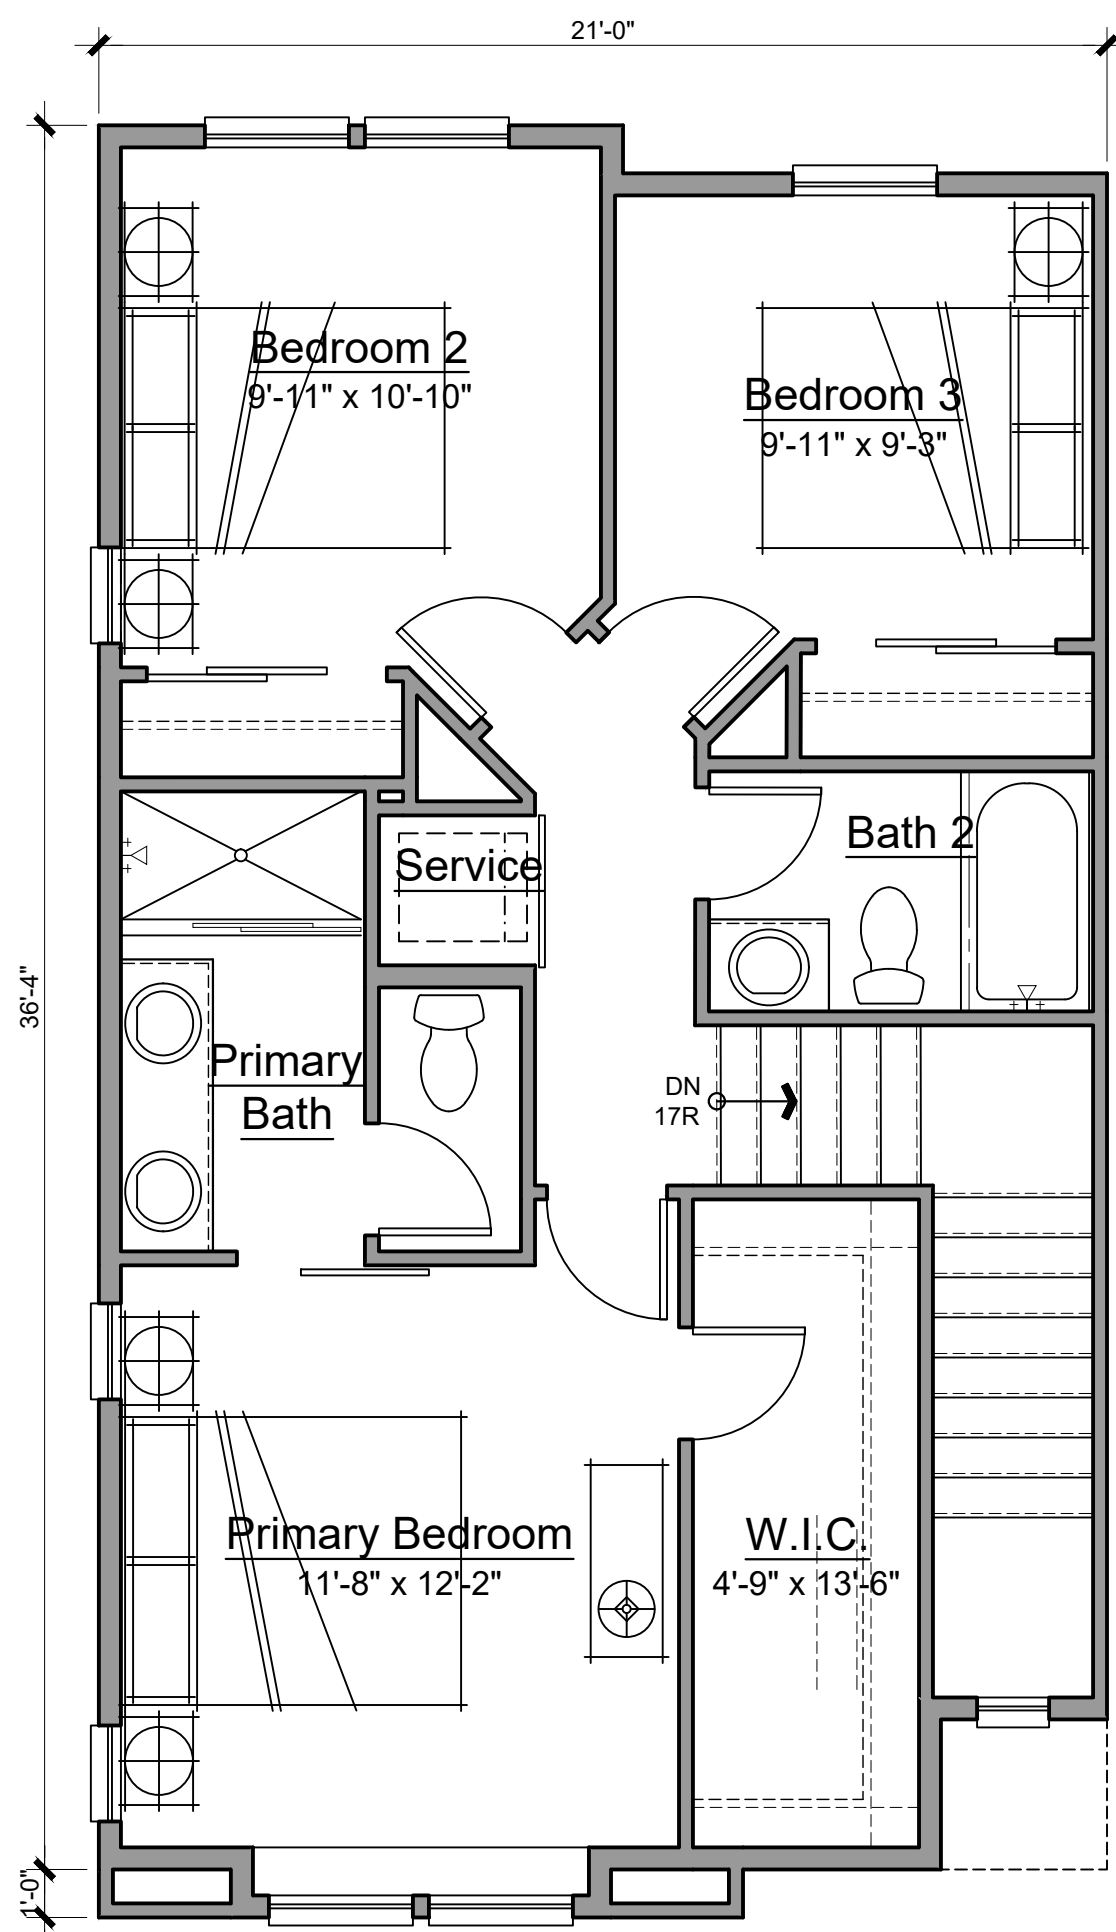 21'-0"
Bedroom 2
9'-11" x 10'-10"
Bedroom 3
9'-11" x 9'-3"
Bath 2
Service
36'-4"
Primary
Bath
DN
17R
Primary Bedroom
11'-8" x 12'-2"
W.I.C.
4'-9" x 13'-6"
1'-0"